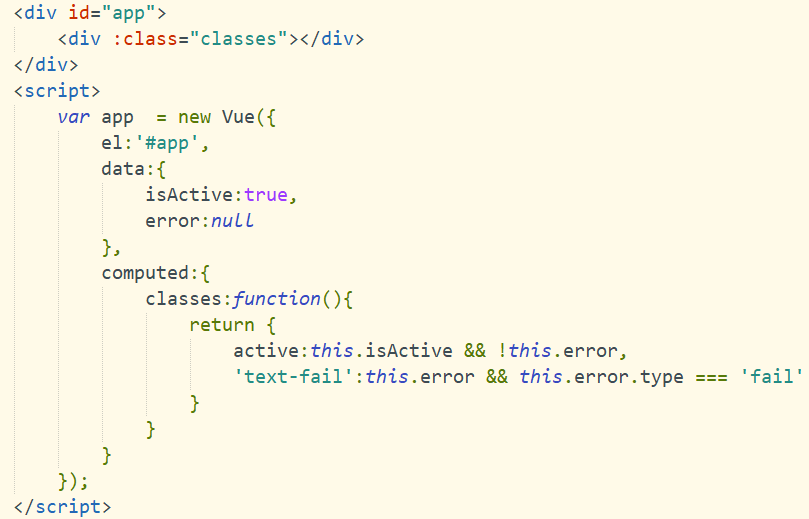 <div id="app">
    <div :class="classes"></div>
</div>
<script>
    var app  = new Vue({
        el:'#app',
        data:{
            isActive:true,
            error:null
        },
        computed:{
            classes:function(){
                return {
                    active:this.isActive && !this.error,
                    'text-fail':this.error && this.error.type === 'fail'
                }
            }
        }
    });
</script>